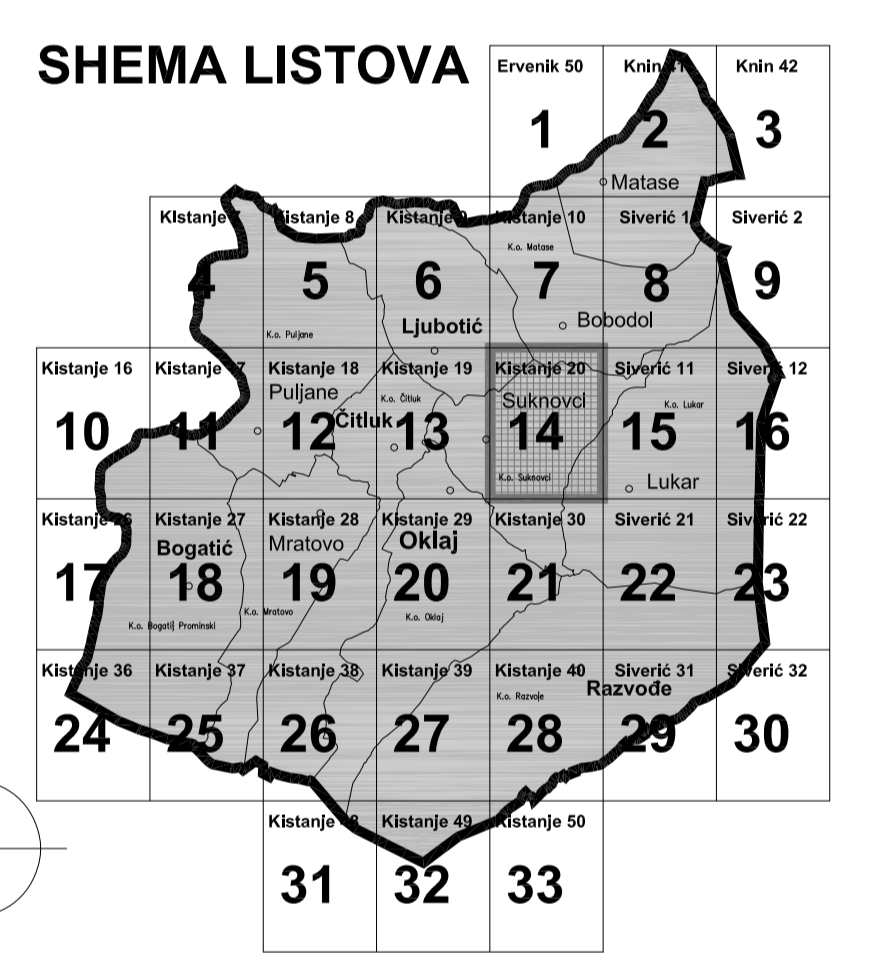 SHEMA LISTOVA
Ervenik 50
Knin 41
Knin 42
1
2
3
Matase
KIstanje 7
Kistanje 8
Kistanje 9
Kistanje 10
Siverić 1
Siverić 2
K.o. Matase
4
5
6
7
8
9
K.o. Puljane
Ljubotić
Bobodol
Kistanje 16
Kistanje 17
Kistanje 18
Kistanje 19
Kistanje 20
Siverić 11
Siverić 12
Puljane
K.o. Čitluk
Suknovci
K.o. Lukar
Čitluk
10
11
12
13
14
15
16
K.o. Suknovci
Lukar
Kistanje 26
Kistanje 27
Kistanje 28
Kistanje 29
Kistanje 30
Siverić 21
Siverić 22
Bogatić
Mratovo
Oklaj
17
18
19
20
21
22
23
K.o. Mratovo
K.o. Oklaj
K.o. Bogatić Prominski
Kistanje 36
Kistanje 37
Kistanje 38
Kistanje 39
Kistanje 40
Siverić 31
Siverić 32
K.o. Razvoje
Razvođe
24
25
26
27
28
29
30
Kistanje 48
Kistanje 49
Kistanje 50
31
32
33